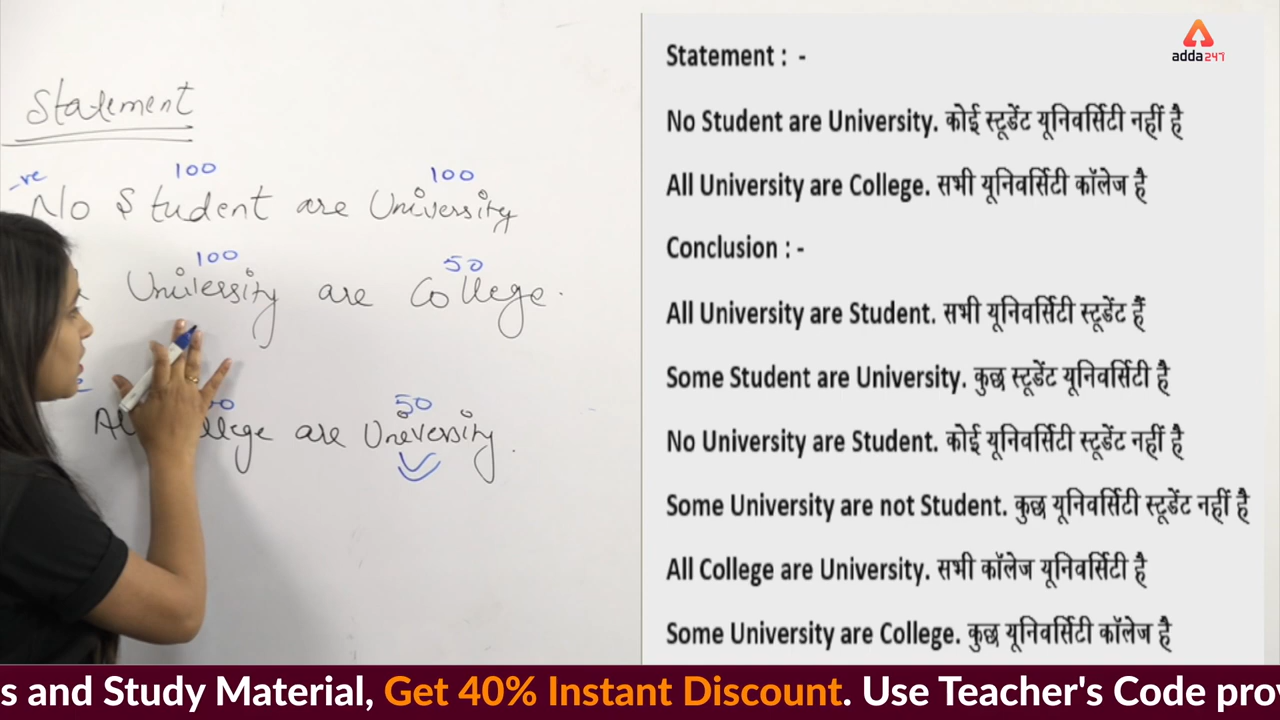 Statement
-ve
100
100
No Student are University
100
50
University are College.
50
are University.
adda247
Statement : -
No Student are University. कोई स्टूडेंट यूनिवर्सिटी नहीं है
All University are College. सभी यूनिवर्सिटी कॉलेज है
Conclusion : -
All University are Student. सभी यूनिवर्सिटी स्टूडेंट हैं
Some Student are University. कुछ स्टूडेंट यूनिवर्सिटी है
No University are Student. कोई यूनिवर्सिटी स्टूडेंट नहीं है
Some University are not Student. कुछ यूनिवर्सिटी स्टूडेंट नहीं है
All College are University. सभी कॉलेज यूनिवर्सिटी है
Some University are College. कुछ यूनिवर्सिटी कॉलेज है
s and Study Material, Get 40% Instant Discount. Use Teacher's Code prov